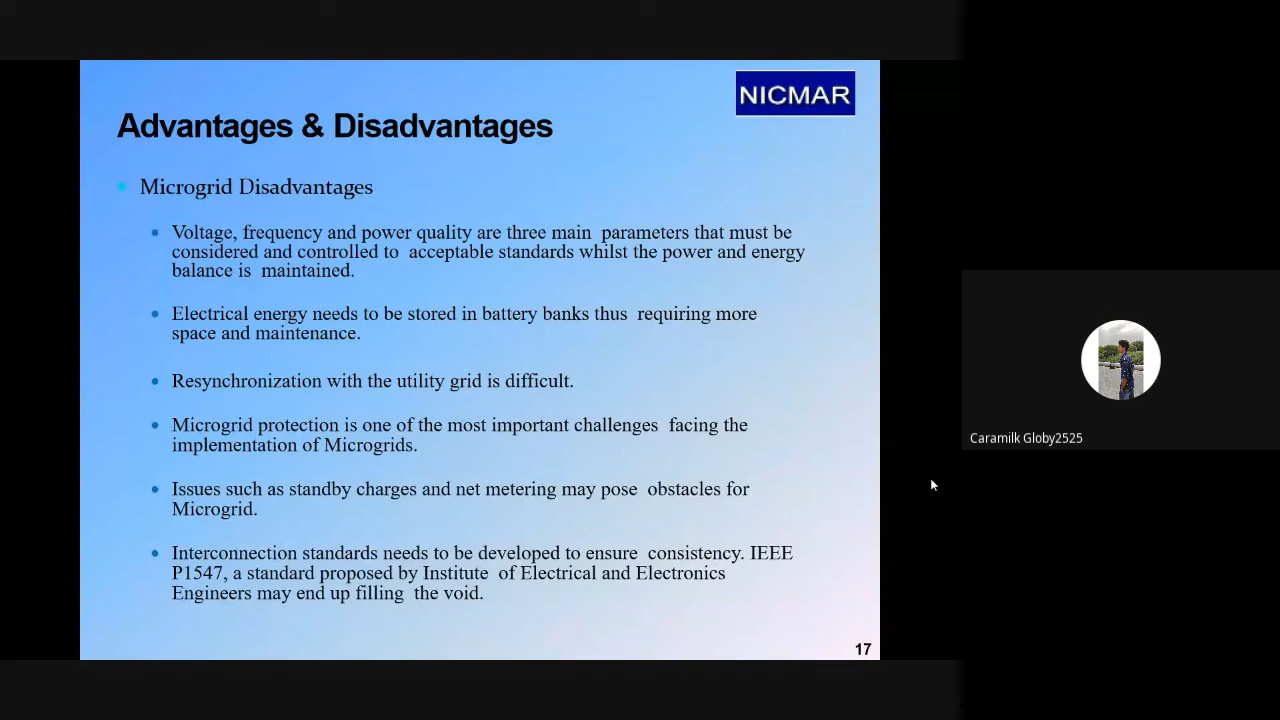 NICMAR
Advantages & Disadvantages
Microgrid Disadvantages
Voltage, frequency and power quality are three main parameters that must be
considered and controlled to acceptable standards whilst the power and energy
balance is maintained.
Electrical energy needs to be stored in battery banks thus requiring more
space and maintenance.
Resynchronization with the utility grid is difficult.
Microgrid protection is one of the most important challenges facing the
implementation of Microgrids.
Issues such as standby charges and net metering may pose obstacles for
Microgrid.
Interconnection standards needs to be developed to ensure consistency. IEEE
P1547, a standard proposed by Institute of Electrical and Electronics
Engineers may end up filling the void.
17
Caramilk Globy2525